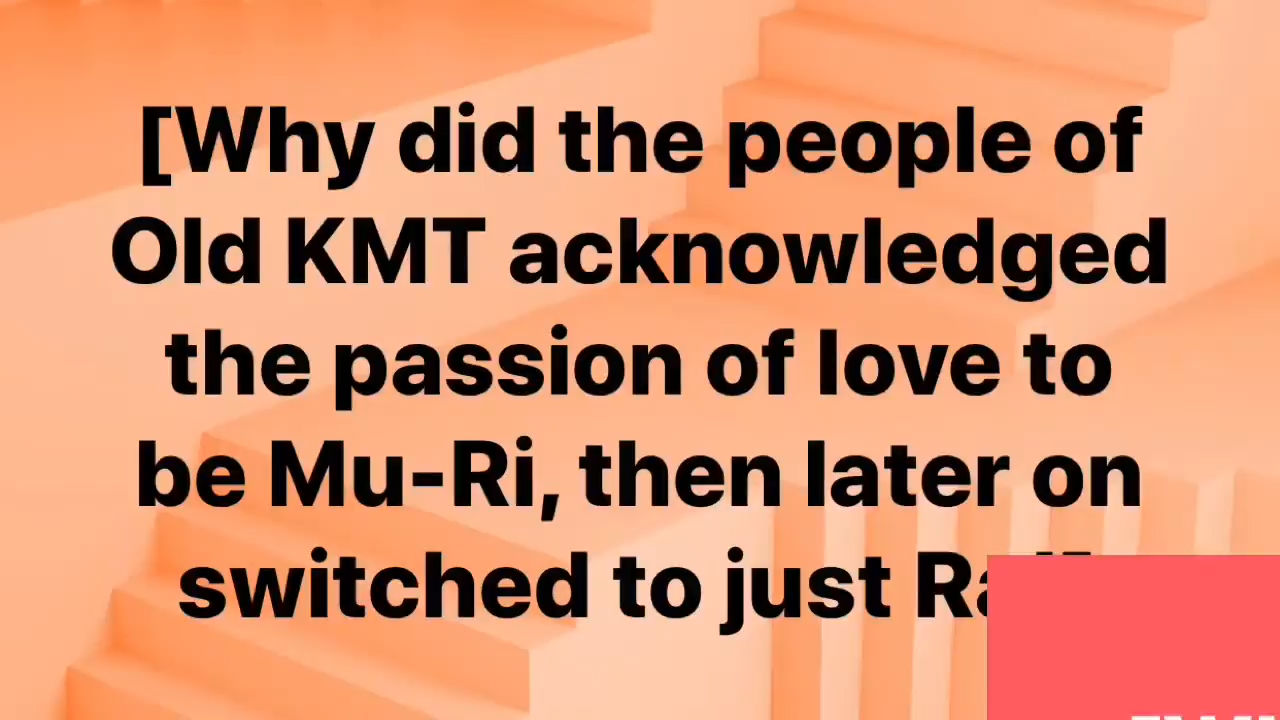 [Why did the people of
Old KMT acknowledged
the passion of love to
be Mu-Ri, then later on
switched to just